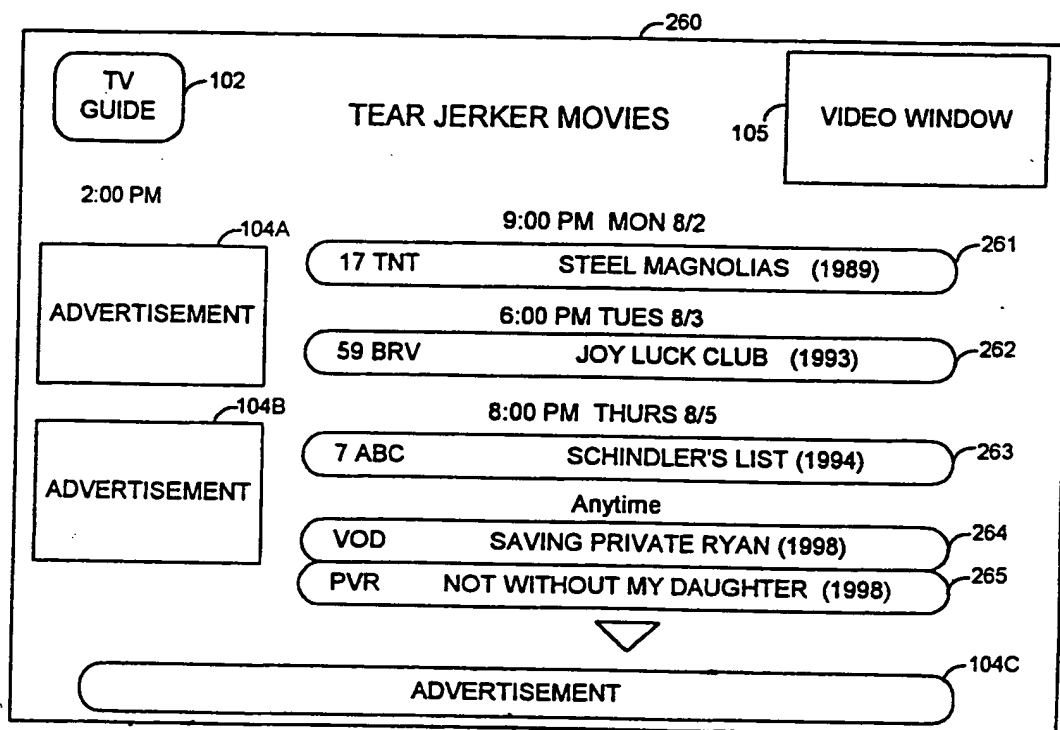 260
TV
GUIDE
102
TEAR JERKER MOVIES
105
VIDEO WINDOW
2:00 PM
104A
ADVERTISEMENT
9:00 PM MON 8/2
17 TNT STEEL MAGNOLIAS (1989)
261
6:00 PM TUES 8/3
59 BRV JOY LUCK CLUB (1993)
262
104B
ADVERTISEMENT
8:00 PM THURS 8/5
7 ABC SCHINDLER'S LIST (1994)
263
Anytime
VOD SAVING PRIVATE RYAN (1998)
264
PVR NOT WITHOUT MY DAUGHTER (1998)
265
104C
ADVERTISEMENT